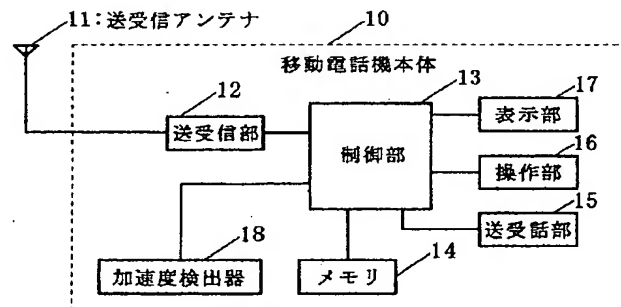 11:送受信アンテナ
10
移動電話機本体
12
送受信部
13
制御部
17
表示部
16
操作部
15
送受話部
18
加速度検出器
14
メモリ